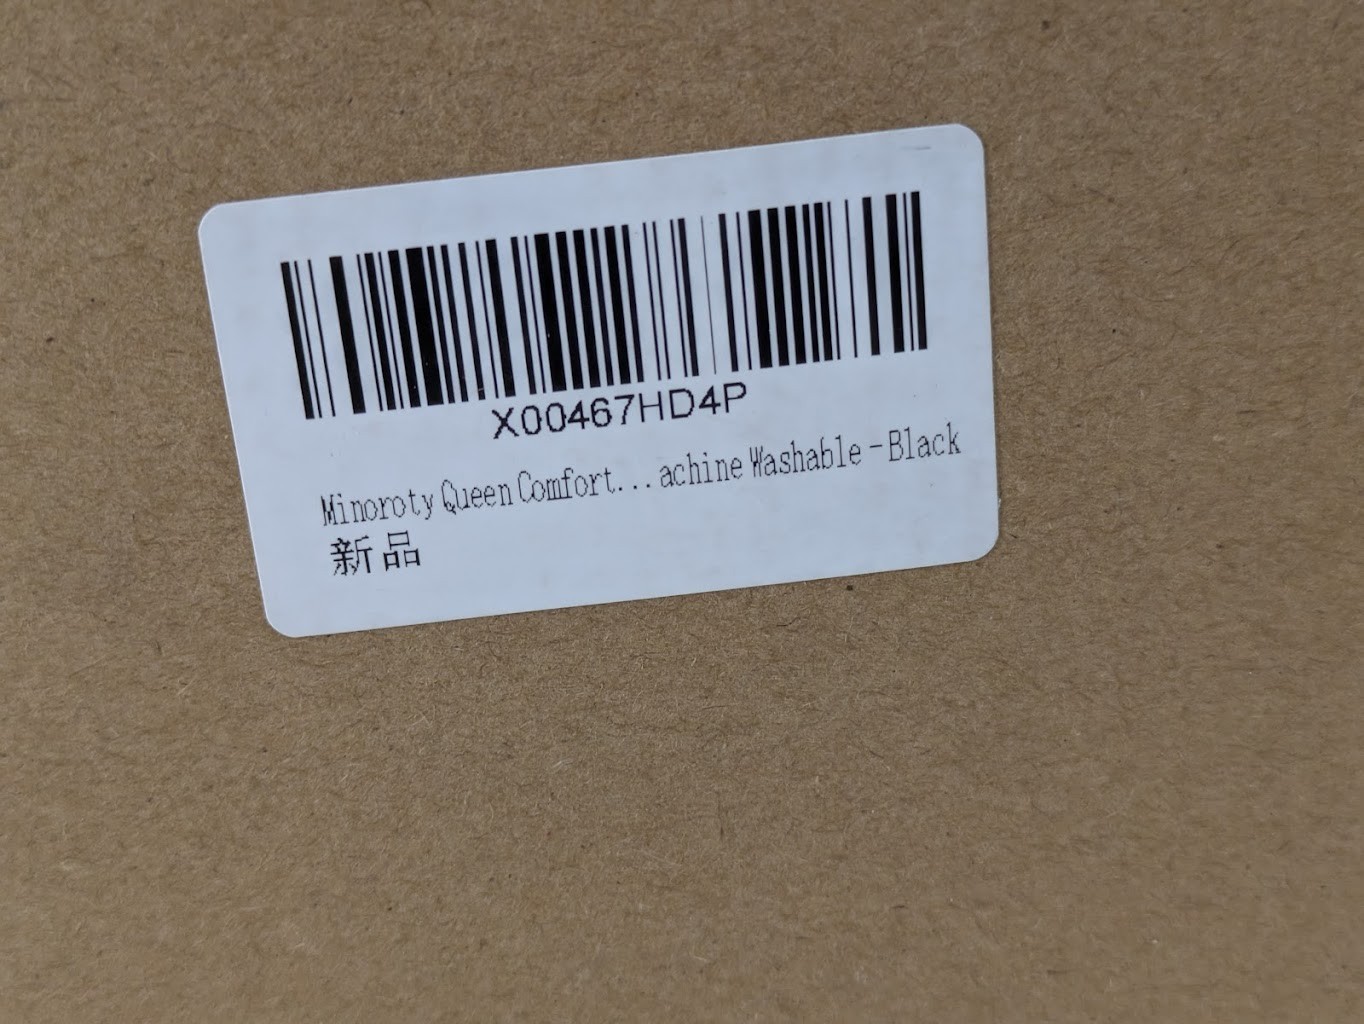 X00467HD4P
Minoroty Queen Comfort...achine Washable - Black
新品